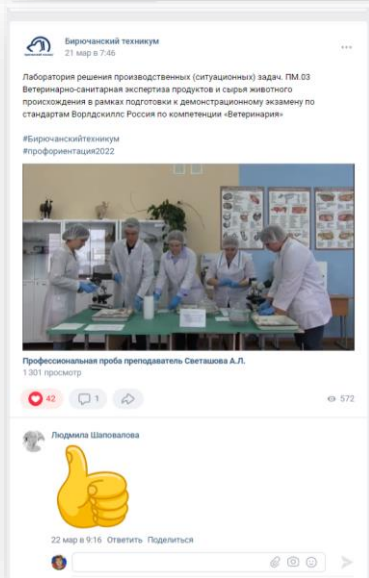 Бирючанский техникум
21 мар в 7:46
Лаборатория решения производственных (ситуационных) задач. ПМ.03
Ветеринарно-санитарная экспертиза продуктов и сырья животного
происхождения в рамках подготовки к демонстрационному экзамену по
стандартам Ворлдскиллс Россия по компетенции «Ветеринария»
#Бирючанскийтехникум
#профориентация2022
Профессиональная проба преподаватель Светашова А.Л.
1 301 просмотр
42
1
572
Людмила Шаповалова
22 мар в 9:16 Ответить Поделиться